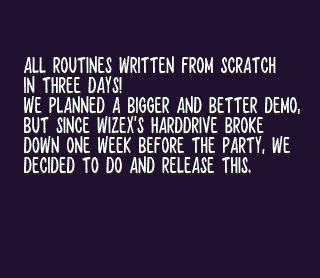 ALL ROUTINES WRITTEN FROM SCRATCH
IN THREE DAYS!
WE PLANNED A BIGGER AND BETTER DEMO,
BUT SINCE WIZEX'S HARDDRIVE BROKE
DOWN ONE WEEK BEFORE THE PARTY, WE
DECIDED TO DO AND RELEASE THIS.